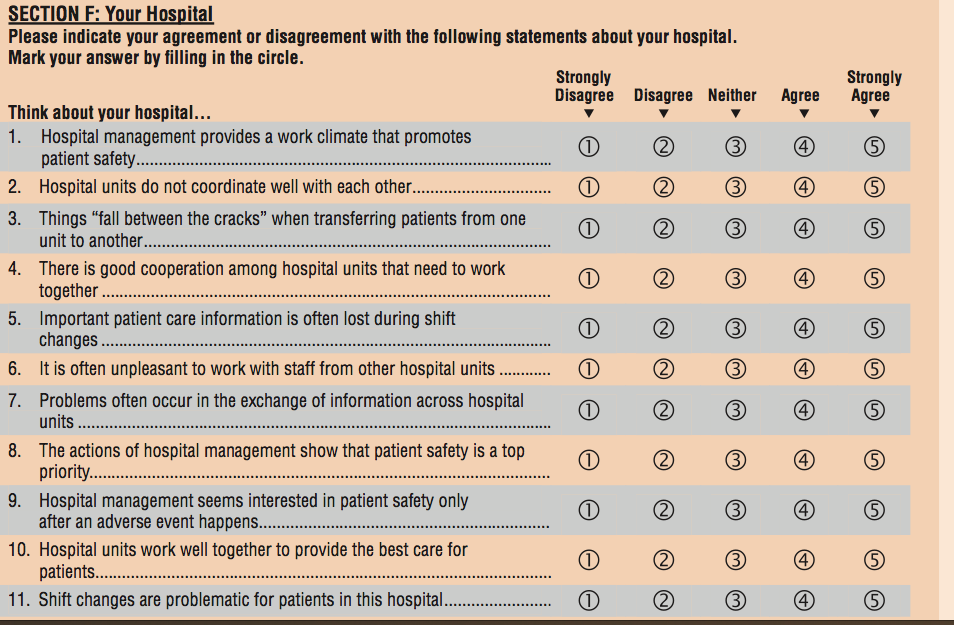 SECTION F: Your Hospital
Please indicate your agreement or disagreement with the following statements about your hospital.
Mark your answer by filling in the circle.
Think about your hospital… Strongly Disagree Disagree Neither Agree Strongly Agree
1. Hospital management provides a work climate that promotes
patient safety ① ② ③ ④ ⑤
2. Hospital units do not coordinate well with each other ① ② ③ ④ ⑤
3. Things “fall between the cracks” when transferring patients from one
unit to another ① ② ③ ④ ⑤
4. There is good cooperation among hospital units that need to work
together ① ② ③ ④ ⑤
5. Important patient care information is often lost during shift
changes ① ② ③ ④ ⑤
6. It is often unpleasant to work with staff from other hospital units ① ② ③ ④ ⑤
7. Problems often occur in the exchange of information across hospital
units ① ② ③ ④ ⑤
8. The actions of hospital management show that patient safety is a top
priority ① ② ③ ④ ⑤
9. Hospital management seems interested in patient safety only
after an adverse event happens ① ② ③ ④ ⑤
10. Hospital units work well together to provide the best care for
patients ① ② ③ ④ ⑤
11. Shift changes are problematic for patients in this hospital ① ② ③ ④ ⑤